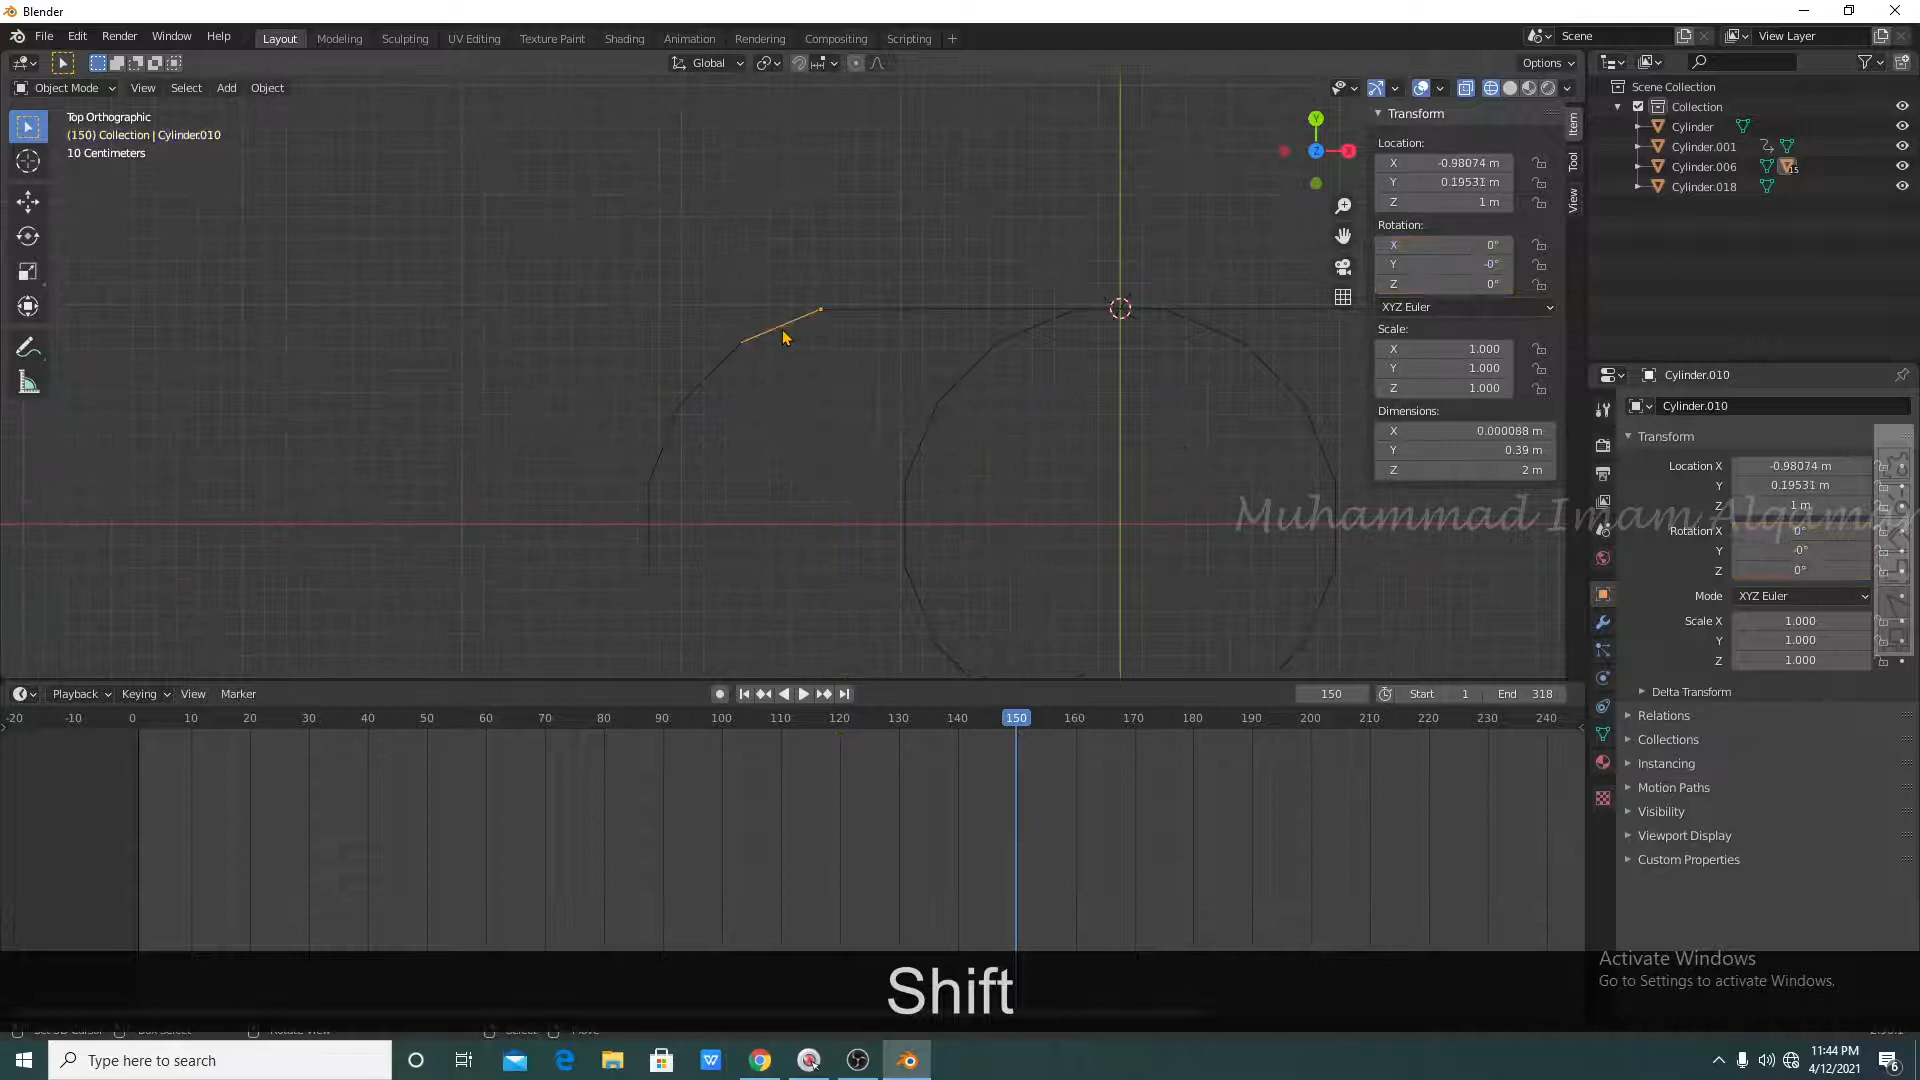 Blender
File Edit Render Window Help
Layout Modeling Sculpting UV Editing Texture Paint Shading Animation Rendering Compositing Scripting
Scene
View Layer
Global
Options
Object Mode View Select Add Object
Top Orthographic
(150) Collection | Cylinder.010
10 Centimeters
Y
Z
X
Transform
Location:
X -0.98074 m
Y 0.19531 m
Z 1 m
Rotation:
X 0°
Y -0°
Z 0°
XYZ Euler
Scale:
X 1.000
Y 1.000
Z 1.000
Dimensions:
X 0.000088 m
Y 0.39 m
Z 2 m
Item
Tool
View
Scene Collection
Collection
Cylinder
Cylinder.001
Cylinder.006
15
Cylinder.018
Cylinder.010
Cylinder.010
Transform
Location X -0.98074 m
Y 0.19531 m
Z 1 m
Rotation X 0°
Y -0°
Z 0°
Mode XYZ Euler
Scale X 1.000
Y 1.000
Z 1.000
Delta Transform
Relations
Collections
Instancing
Motion Paths
Visibility
Viewport Display
Custom Properties
Muhammad Imam Alqamar
Playback Keying View Marker
150 Start 1 End 318
-20 -10 0 10 20 30 40 50 60 70 80 90 100 110 120 130 140 150 160 170 180 190 200 210 220 230 240
Shift
Activate Windows
Go to Settings to activate Windows.
Type here to search
11:44 PM
4/12/2021
6